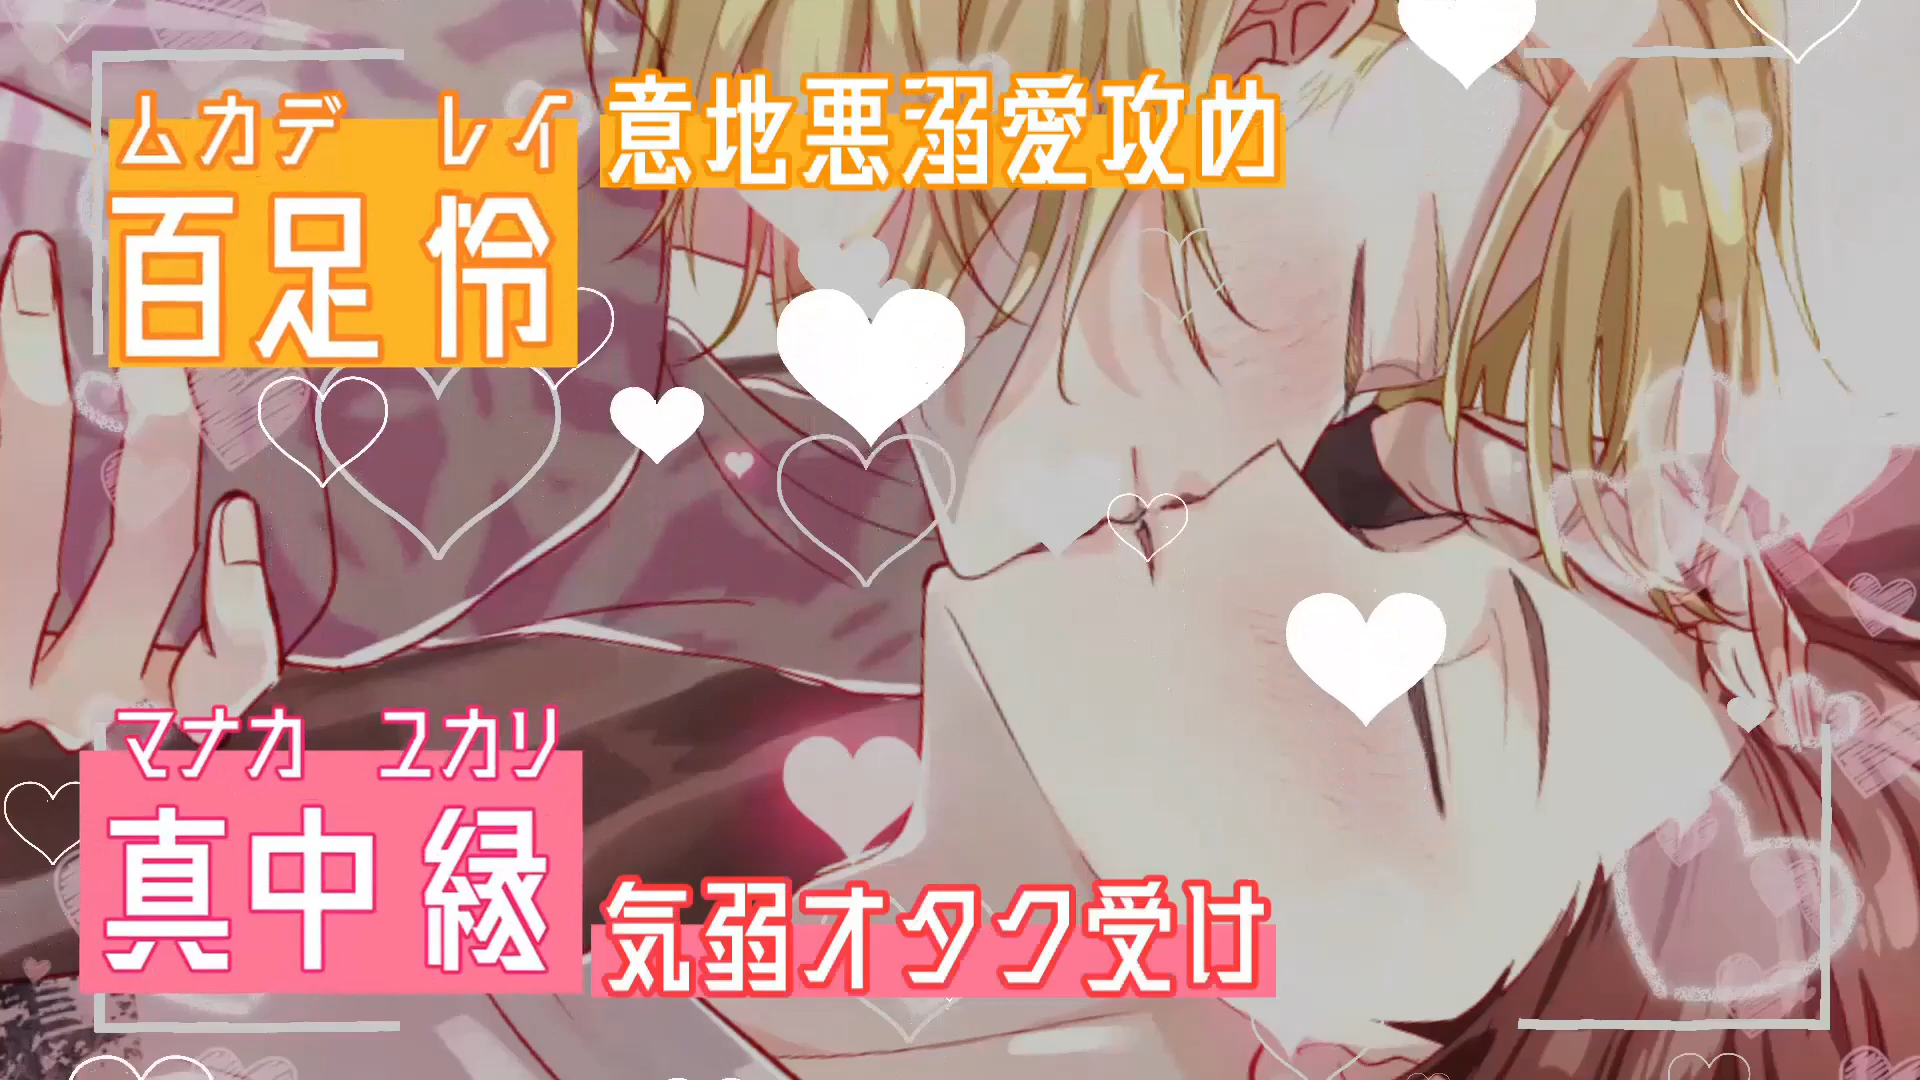 ムカデ レイ
百足 怜
意地悪溺愛攻め
マナカ ユカリ
真中 縁
気弱オタク受け